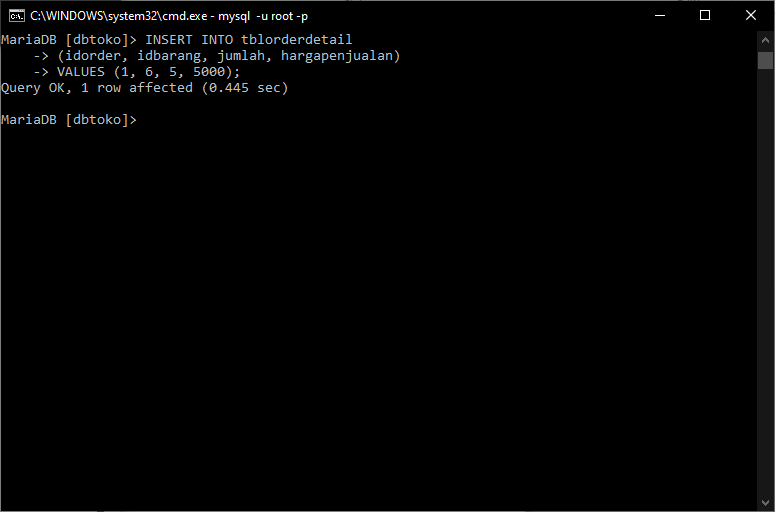 C:\WINDOWS\system32\cmd.exe - mysql  -u root -p
MariaDB [dbtoko]> INSERT INTO tblorderdetail
    -> (idorder, idbarang, jumlah, hargapenjualan)
    -> VALUES (1, 6, 5, 5000);
Query OK, 1 row affected (0.445 sec)
MariaDB [dbtoko]>